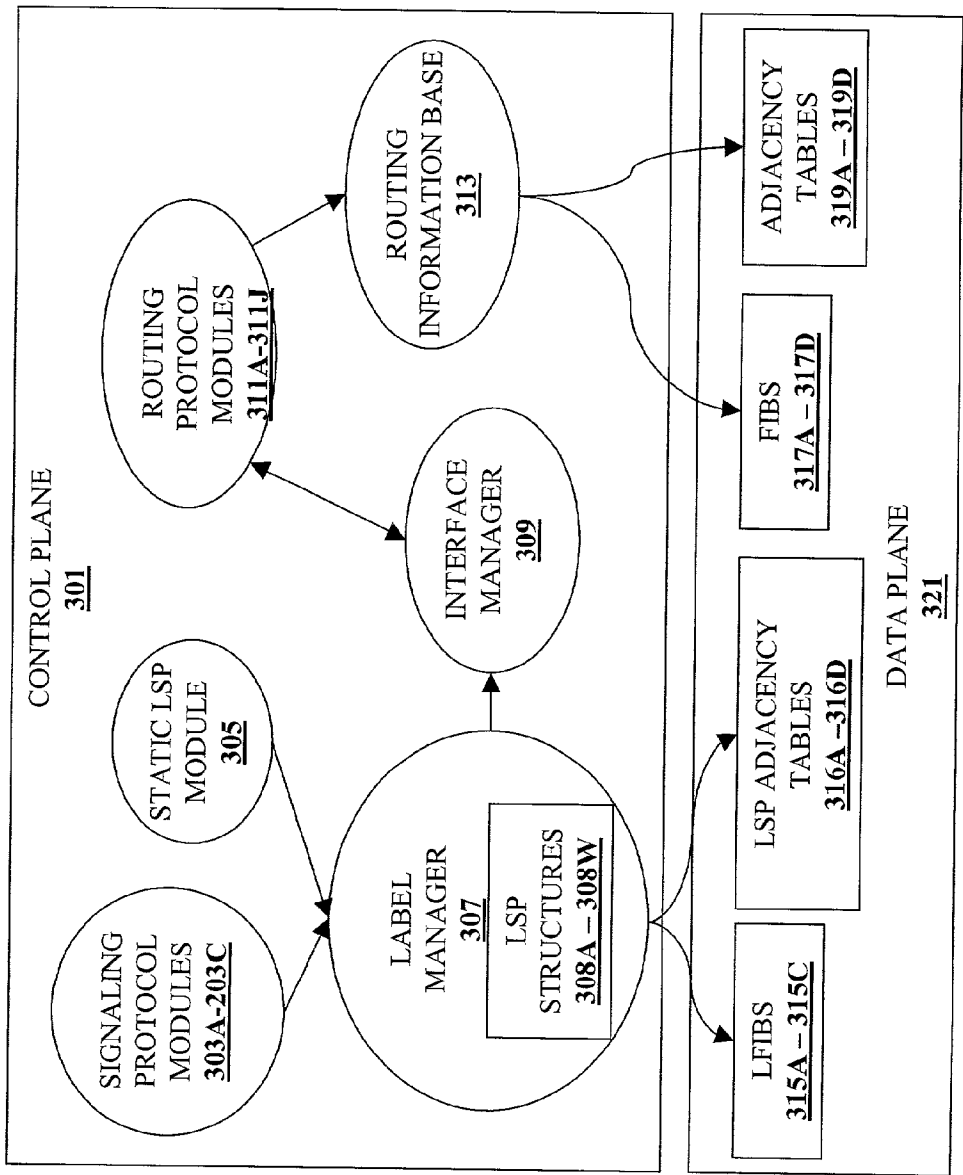 CONTROL PLANE
301
SIGNALING
PROTOCOL
MODULES
303A-203C
STATIC LSP
MODULE
305
ROUTING
PROTOCOL
MODULES
311A-311J
LABEL
MANAGER
307
LSP
STRUCTURES
308A – 308W
INTERFACE
MANAGER
309
ROUTING
INFORMATION BASE
313
LFIBS
315A – 315C
LSP ADJACENCY
TABLES
316A -316D
FIBS
317A – 317D
ADJACENCY
TABLES
319A – 319D
DATA PLANE
321